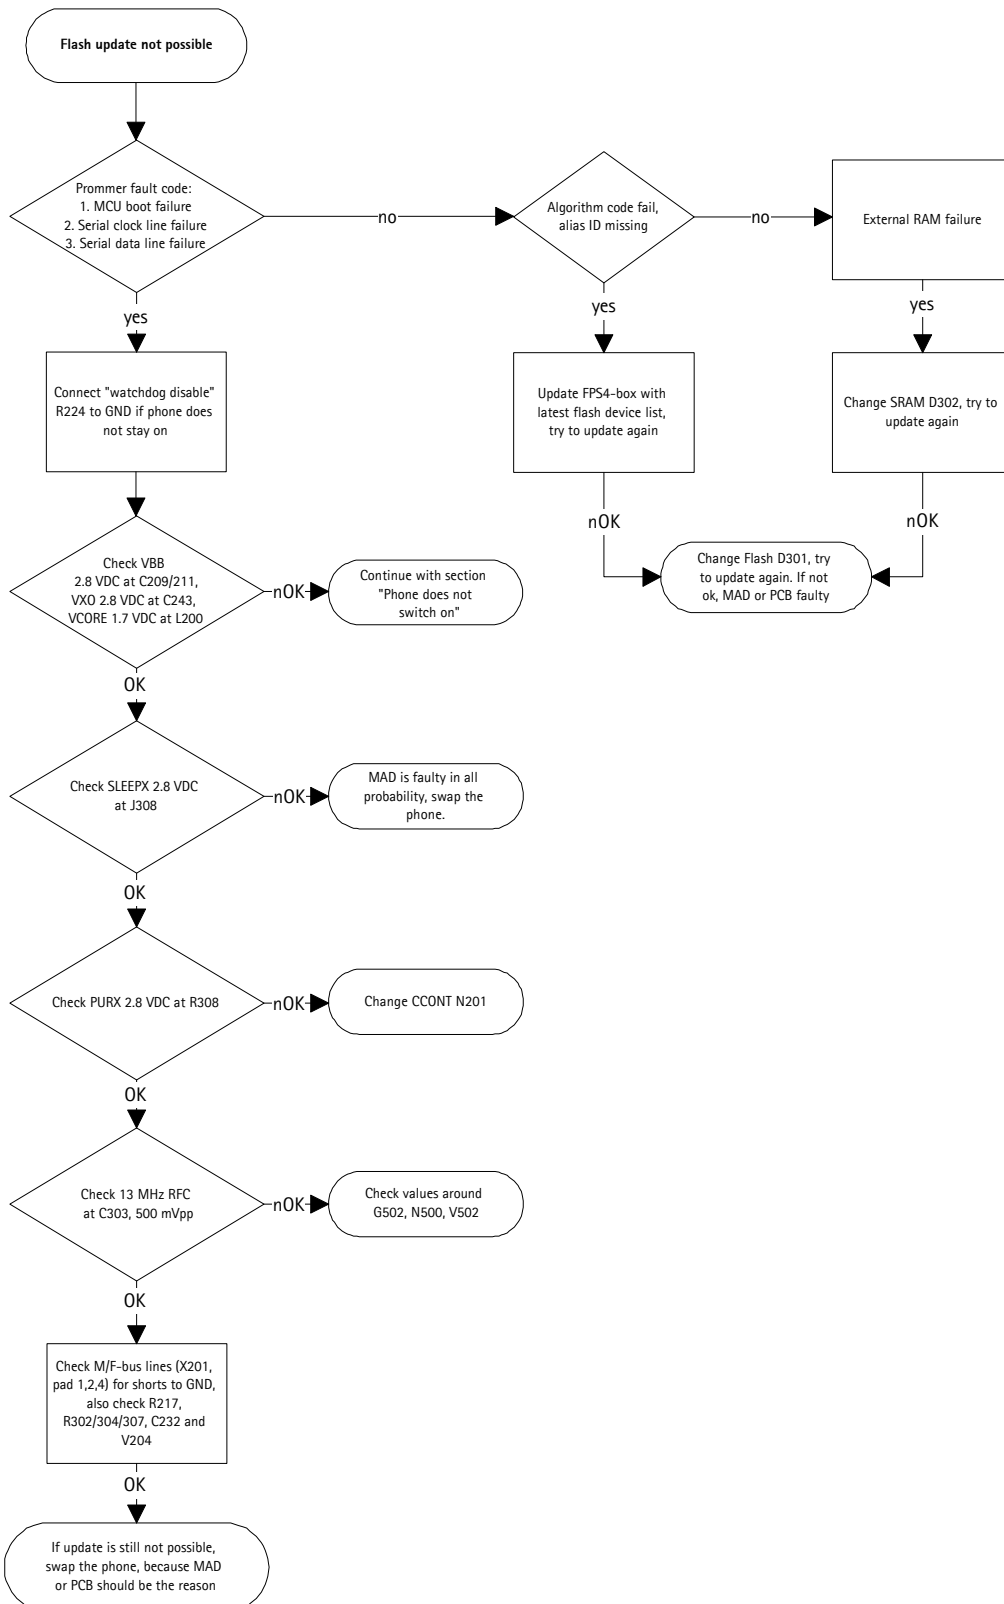 Flash update not possible
Prommer fault code:
1. MCU boot failure
2. Serial clock line failure
3. Serial data line failure
no
Algorithm code fail,
alias ID missing
no
External RAM failure
yes
yes
yes
Connect "watchdog disable"
R224 to GND if phone does
not stay on
Update FPS4-box with
latest flash device list,
try to update again
Change SRAM D302, try to
update again
nOK
nOK
Change Flash D301, try
to update again. If not
ok, MAD or PCB faulty
Check VBB
2.8 VDC at C209/211,
VXO 2.8 VDC at C243,
VCORE 1.7 VDC at L200
nOK
Continue with section
"Phone does not
switch on"
OK
Check SLEEPX 2.8 VDC
at J308
nOK
MAD is faulty in all
probability, swap the
phone.
OK
Check PURX 2.8 VDC at R308
nOK
Change CCONT N201
OK
Check 13 MHz RFC
at C303, 500 mVpp
nOK
Check values around
G502, N500, V502
OK
Check M/F-bus lines (X201,
pad 1,2,4) for shorts to GND,
also check R217,
R302/304/307, C232 and
V204
OK
If update is still not possible,
swap the phone, because MAD
or PCB should be the reason